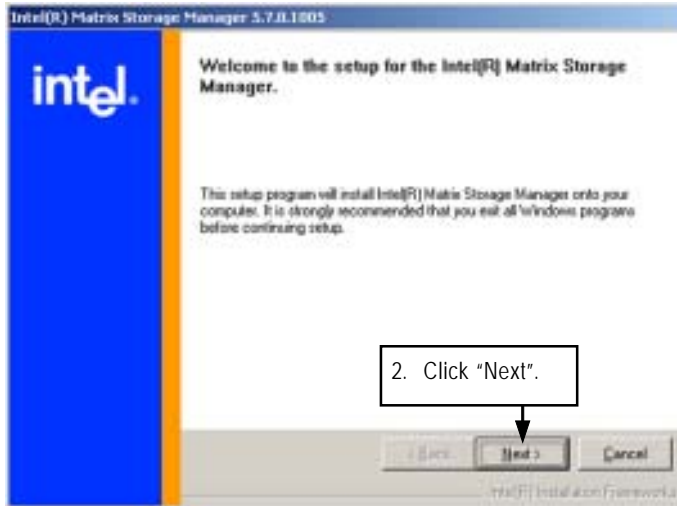 Intel(R) Matrix Storage Manager 5.7.0.1005
intel.
Welcome to the setup for the Intel(R) Matrix Storage
Manager.
This setup program will install Intel(R) Matrix Storage Manager onto your
computer. It is strongly recommended that you exit all Windows programs
before continuing setup.
2. Click "Next".
< Back
Next >
Cancel
Intel(R) Installation Framework